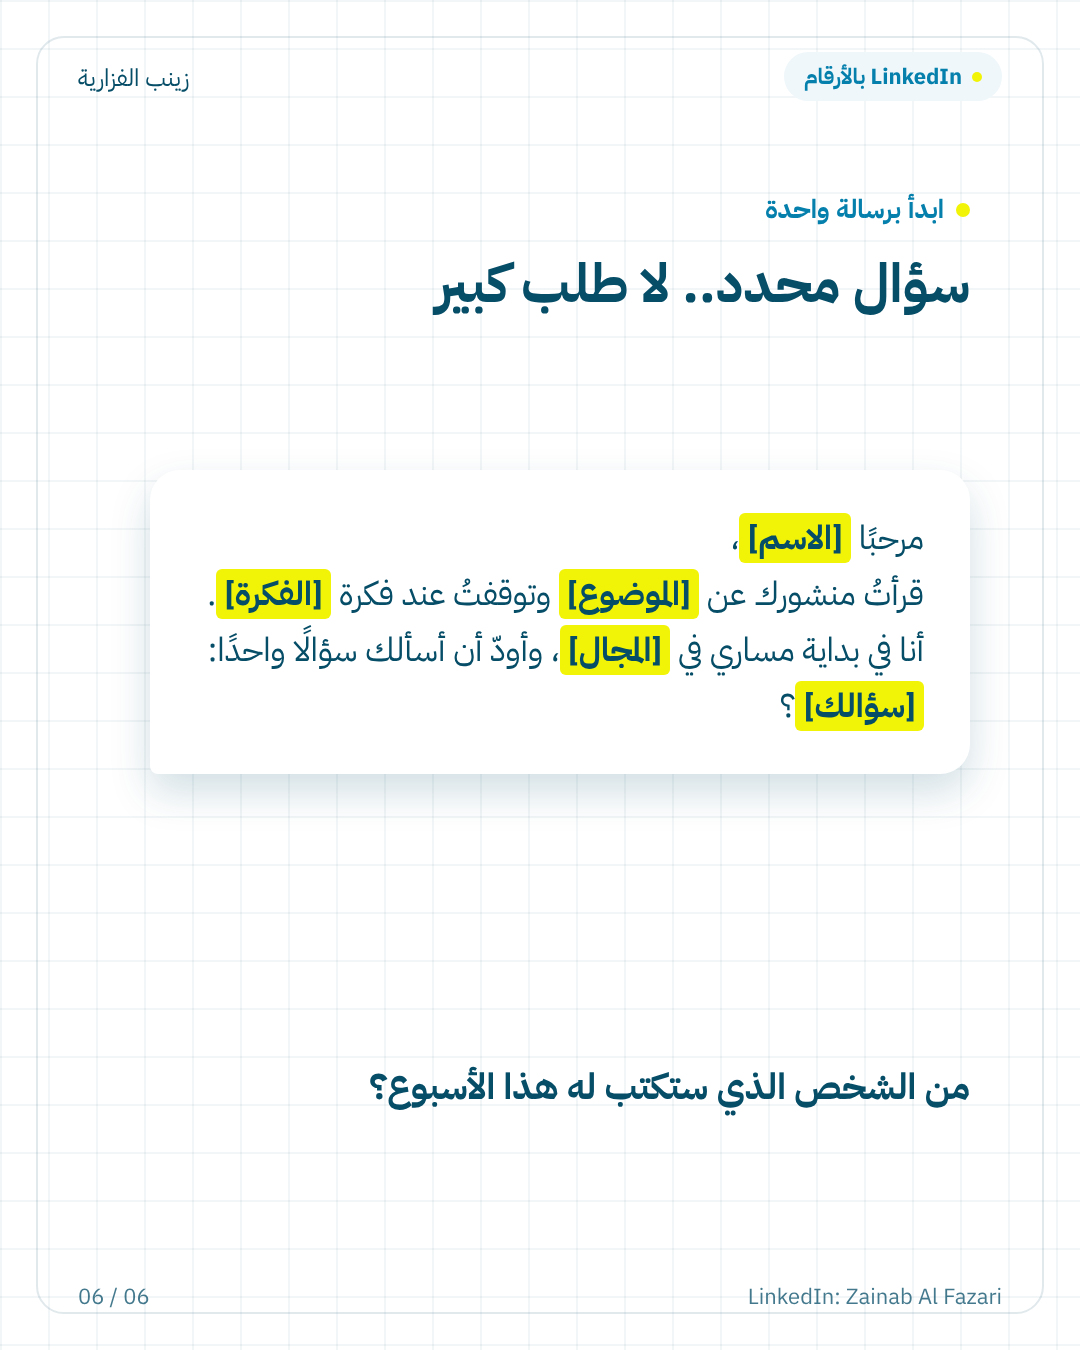 LinkedIn بالأرقام
زينب الفزارية
ابدأ برسالة واحدة
سؤال محدد.. لا طلب كبير
مرحبًا [الاسم]،
قرأتُ منشورك عن [الموضوع] وتوقفتُ عند فكرة [الفكرة].
أنا في بداية مساري في [المجال]، وأودّ أن أسألك سؤالًا واحدًا:
[سؤالك]؟
من الشخص الذي ستكتب له هذا الأسبوع؟
LinkedIn: Zainab Al Fazari
06 / 06